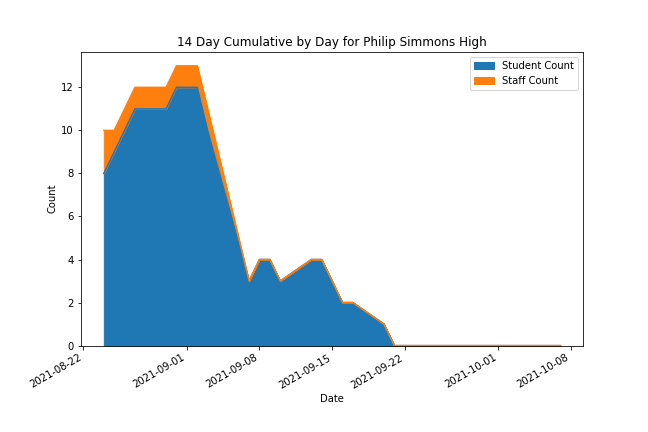 14 Day Cumulative by Day for Philip Simmons High
Student Count
Staff Count
Count
12
10
8
6
4
2
0
2021-08-22
2021-09-01
2021-09-08
2021-09-15
2021-09-22
2021-10-01
2021-10-08
Date